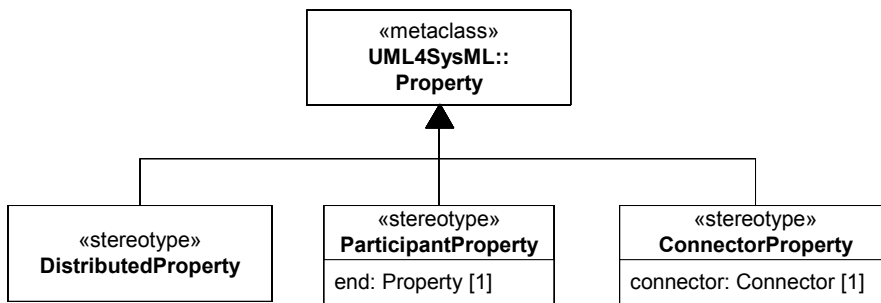 «metaclass»
UML4SysML::
Property
«stereotype»
DistributedProperty
«stereotype»
ParticipantProperty
end: Property [1]
«stereotype»
ConnectorProperty
connector: Connector [1]